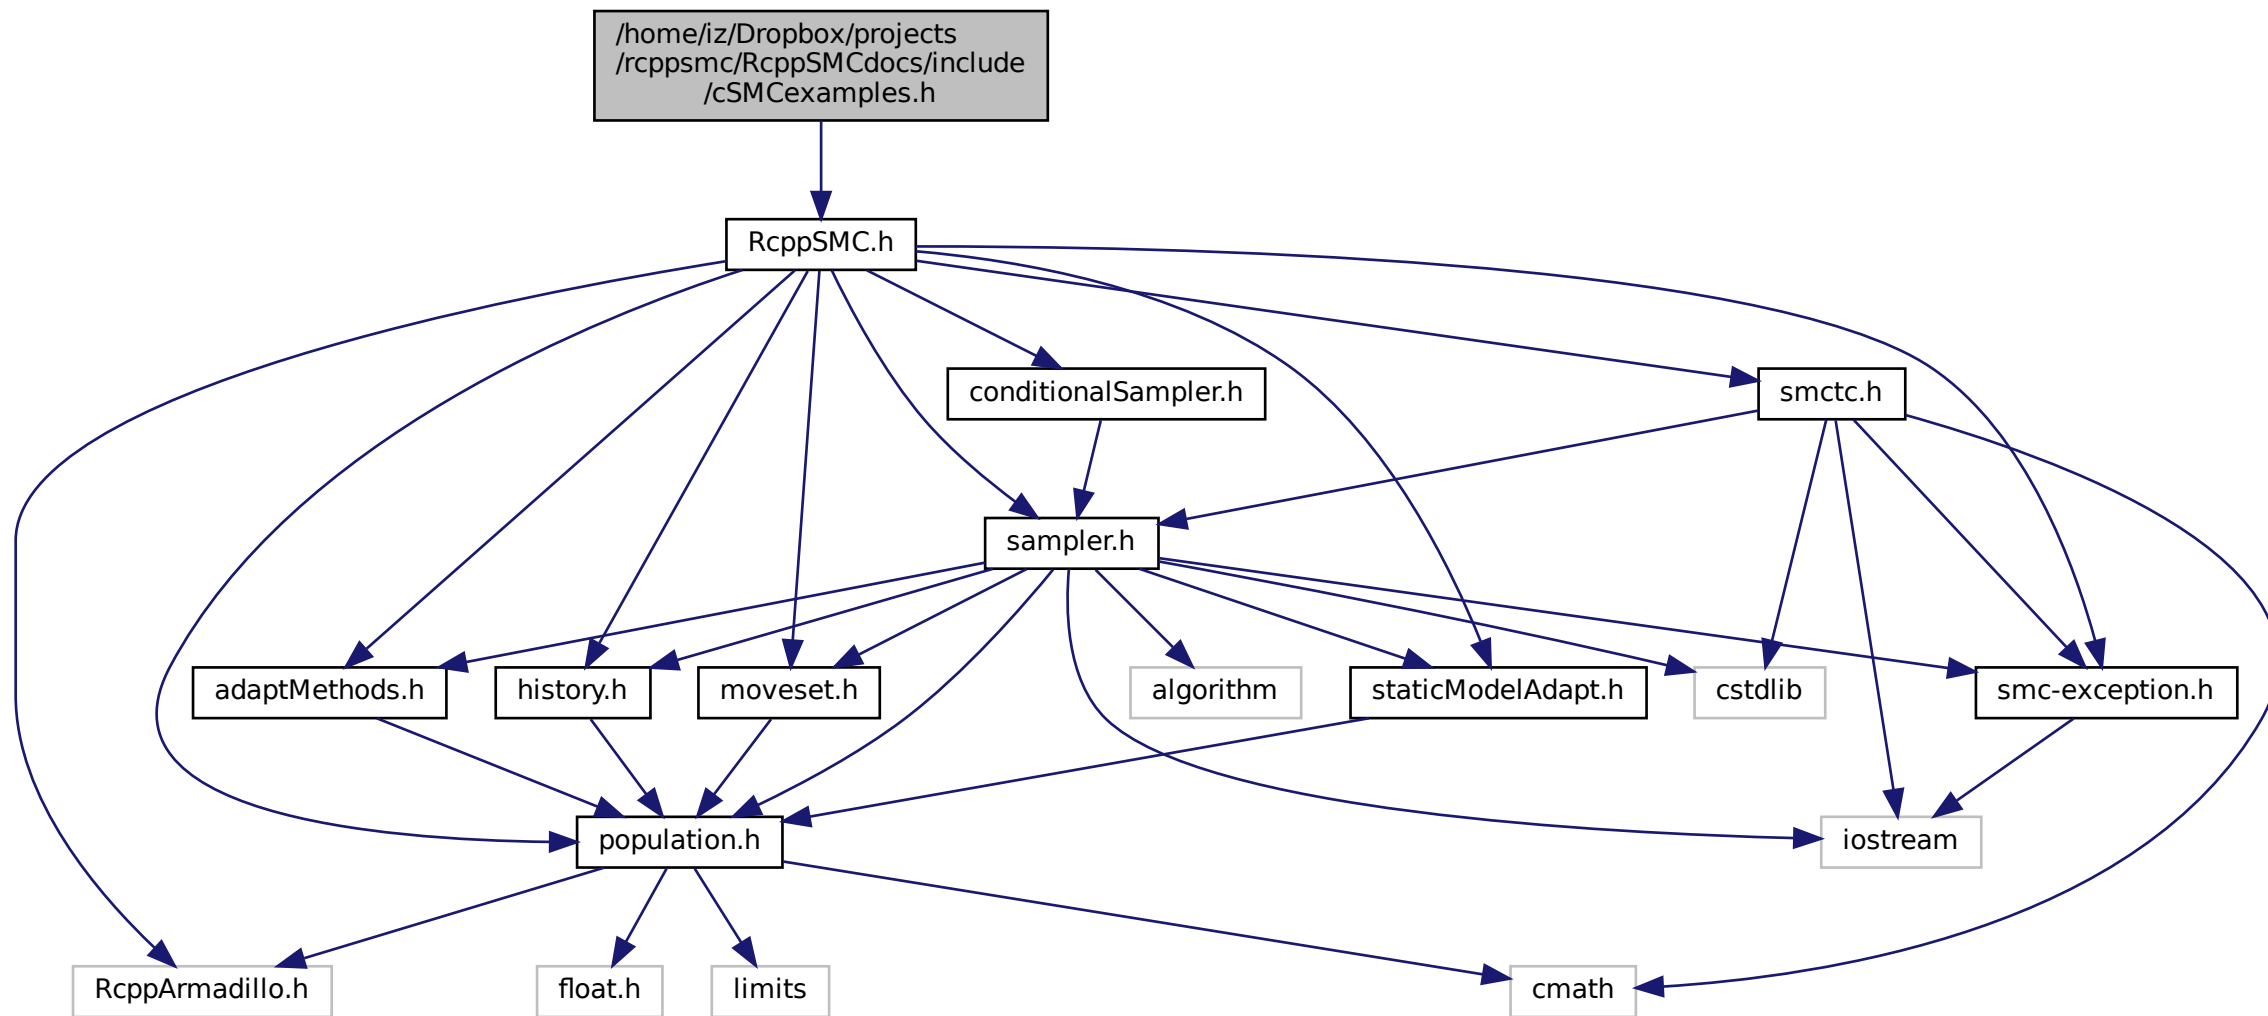 /home/iz/Dropbox/projects
/rcppsmc/RcppSMCdocs/include
/cSMCexamples.h
RcppSMC.h
conditionalSampler.h
smctc.h
sampler.h
adaptMethods.h
history.h
moveset.h
algorithm
staticModelAdapt.h
cstdlib
smc-exception.h
population.h
iostream
RcppArmadillo.h
float.h
limits
cmath